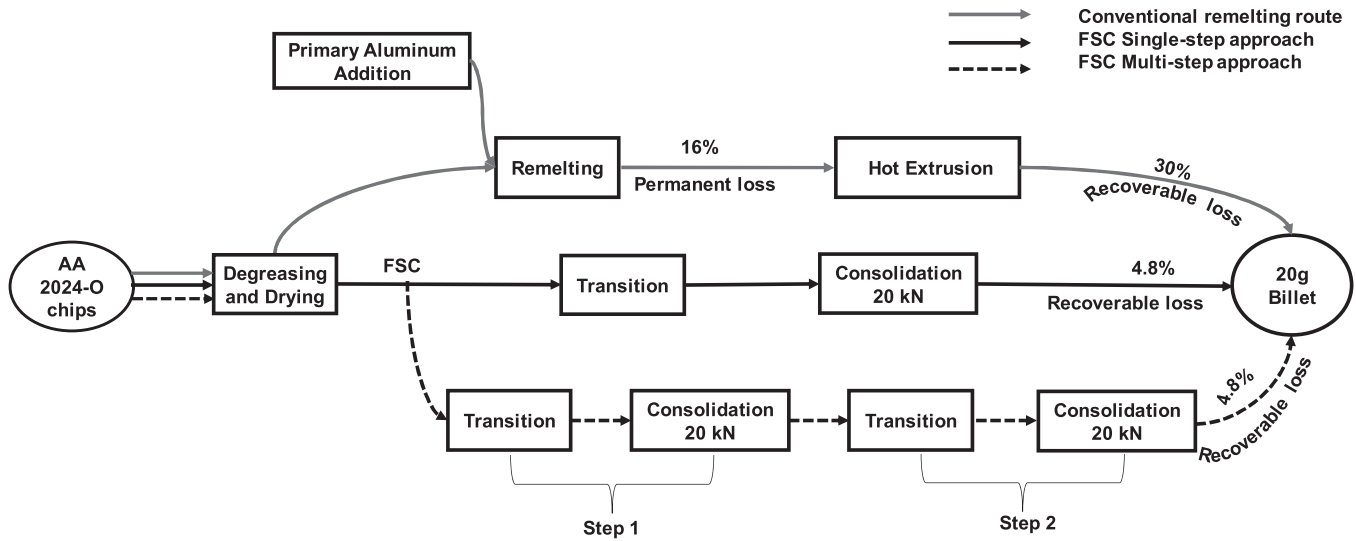 Conventional remelting route
FSC Single-step approach
FSC Multi-step approach
Primary Aluminum
Addition
Remelting
16%
Permanent loss
Hot Extrusion
30%
Recoverable loss
AA
2024-O
chips
Degreasing
and Drying
FSC
Transition
Consolidation
20 kN
4.8%
Recoverable loss
20g
Billet
Transition
Consolidation
20 kN
Transition
Consolidation
20 kN
4.8%
Recoverable loss
Step 1
Step 2